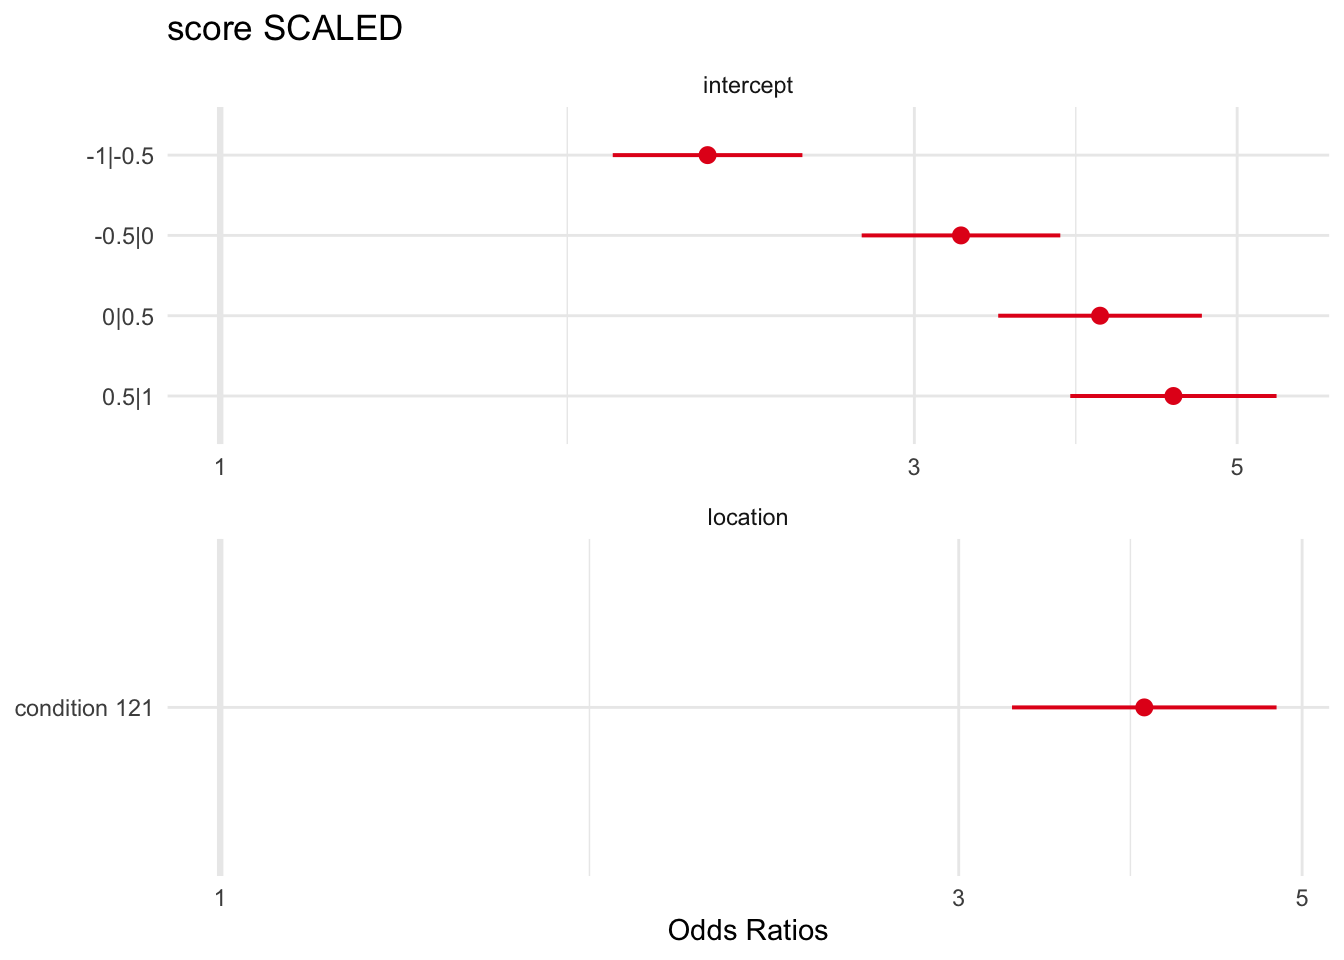 score SCALED
intercept
-1|-0.5
-0.5|0
0|0.5
0.5|1
1 3 5
location
condition 121
1 3 5
Odds Ratios